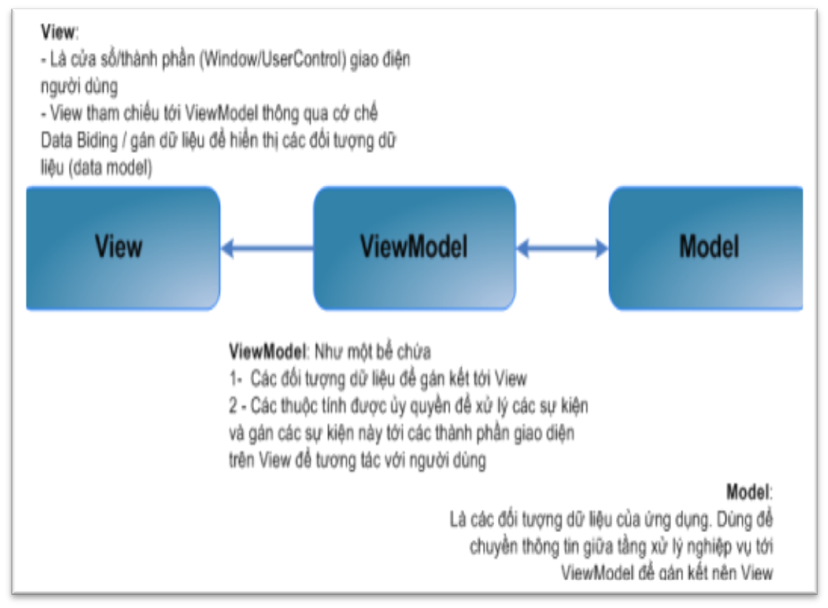 View:
- Là cửa sổ/thành phần (Window/UserControl) giao điện
người dùng
- View tham chiếu tới ViewModel thông qua cớ chế
Data Biding / gán dữ liệu để hiển thị các đối tượng dữ
liệu (data model)
View
ViewModel
Model
ViewModel: Như một bể chứa
1- Các đối tượng dữ liệu để gán kết tới View
2 - Các thuộc tính được ủy quyền để xử lý các sự kiện
và gán các sự kiện này tới các thành phần giao diện
trên View để tương tác với người dùng
Model:
Là các đối tượng dữ liệu của ứng dụng. Dùng để
chuyền thông tin giữa tầng xử lý nghiệp vụ tới
ViewModel để gán kết nên View